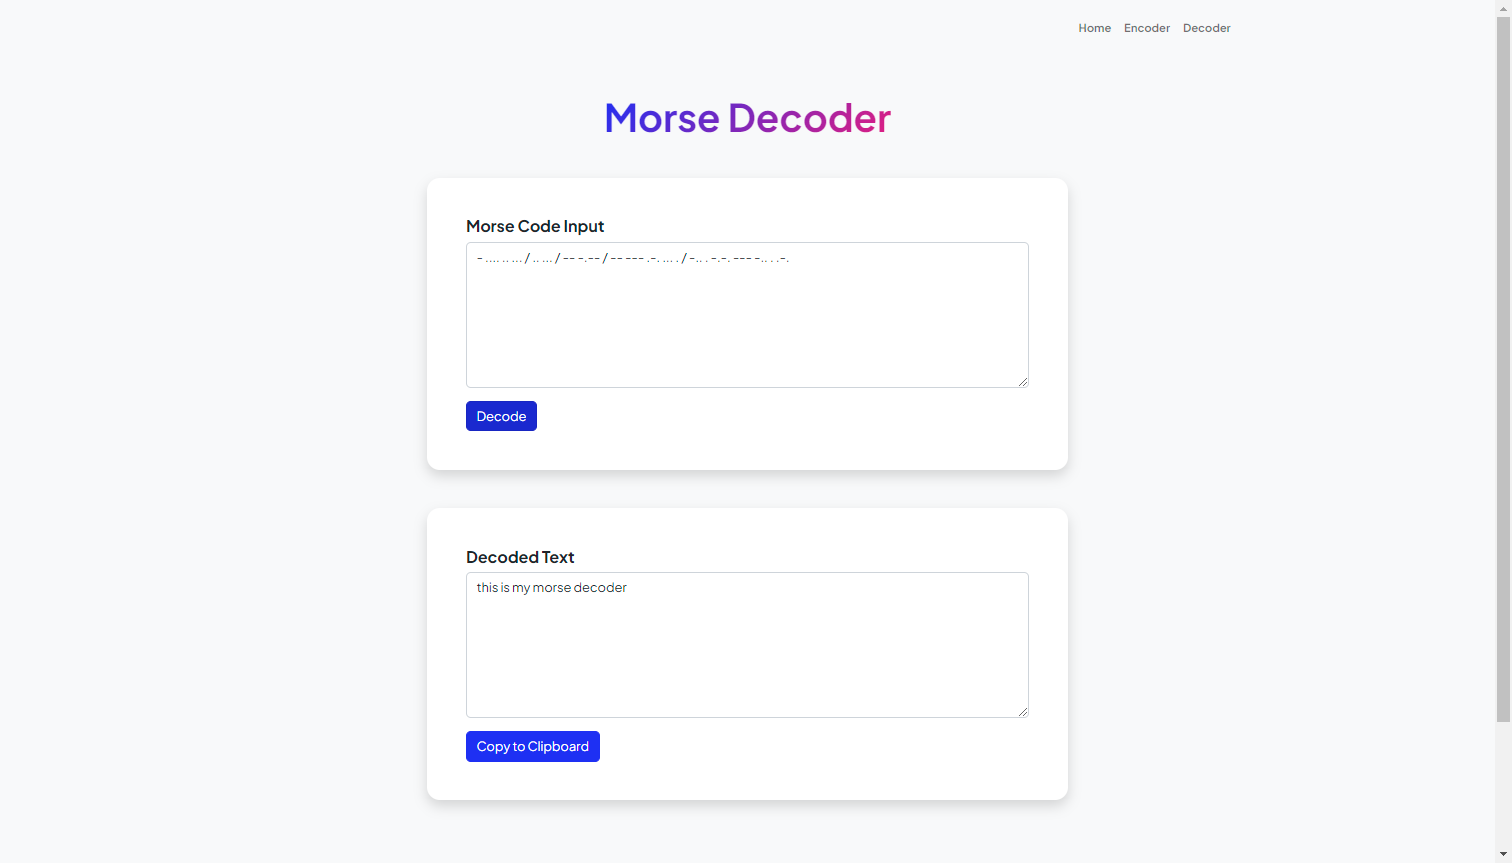 Home Encoder Decoder
Morse Decoder
Morse Code Input
- .... .. ... / .. ... / -- -.-- / -- --- .-. ... . / -.. . -.-. --- -.. . .-.
Decode
Decoded Text
this is my morse decoder
Copy to Clipboard